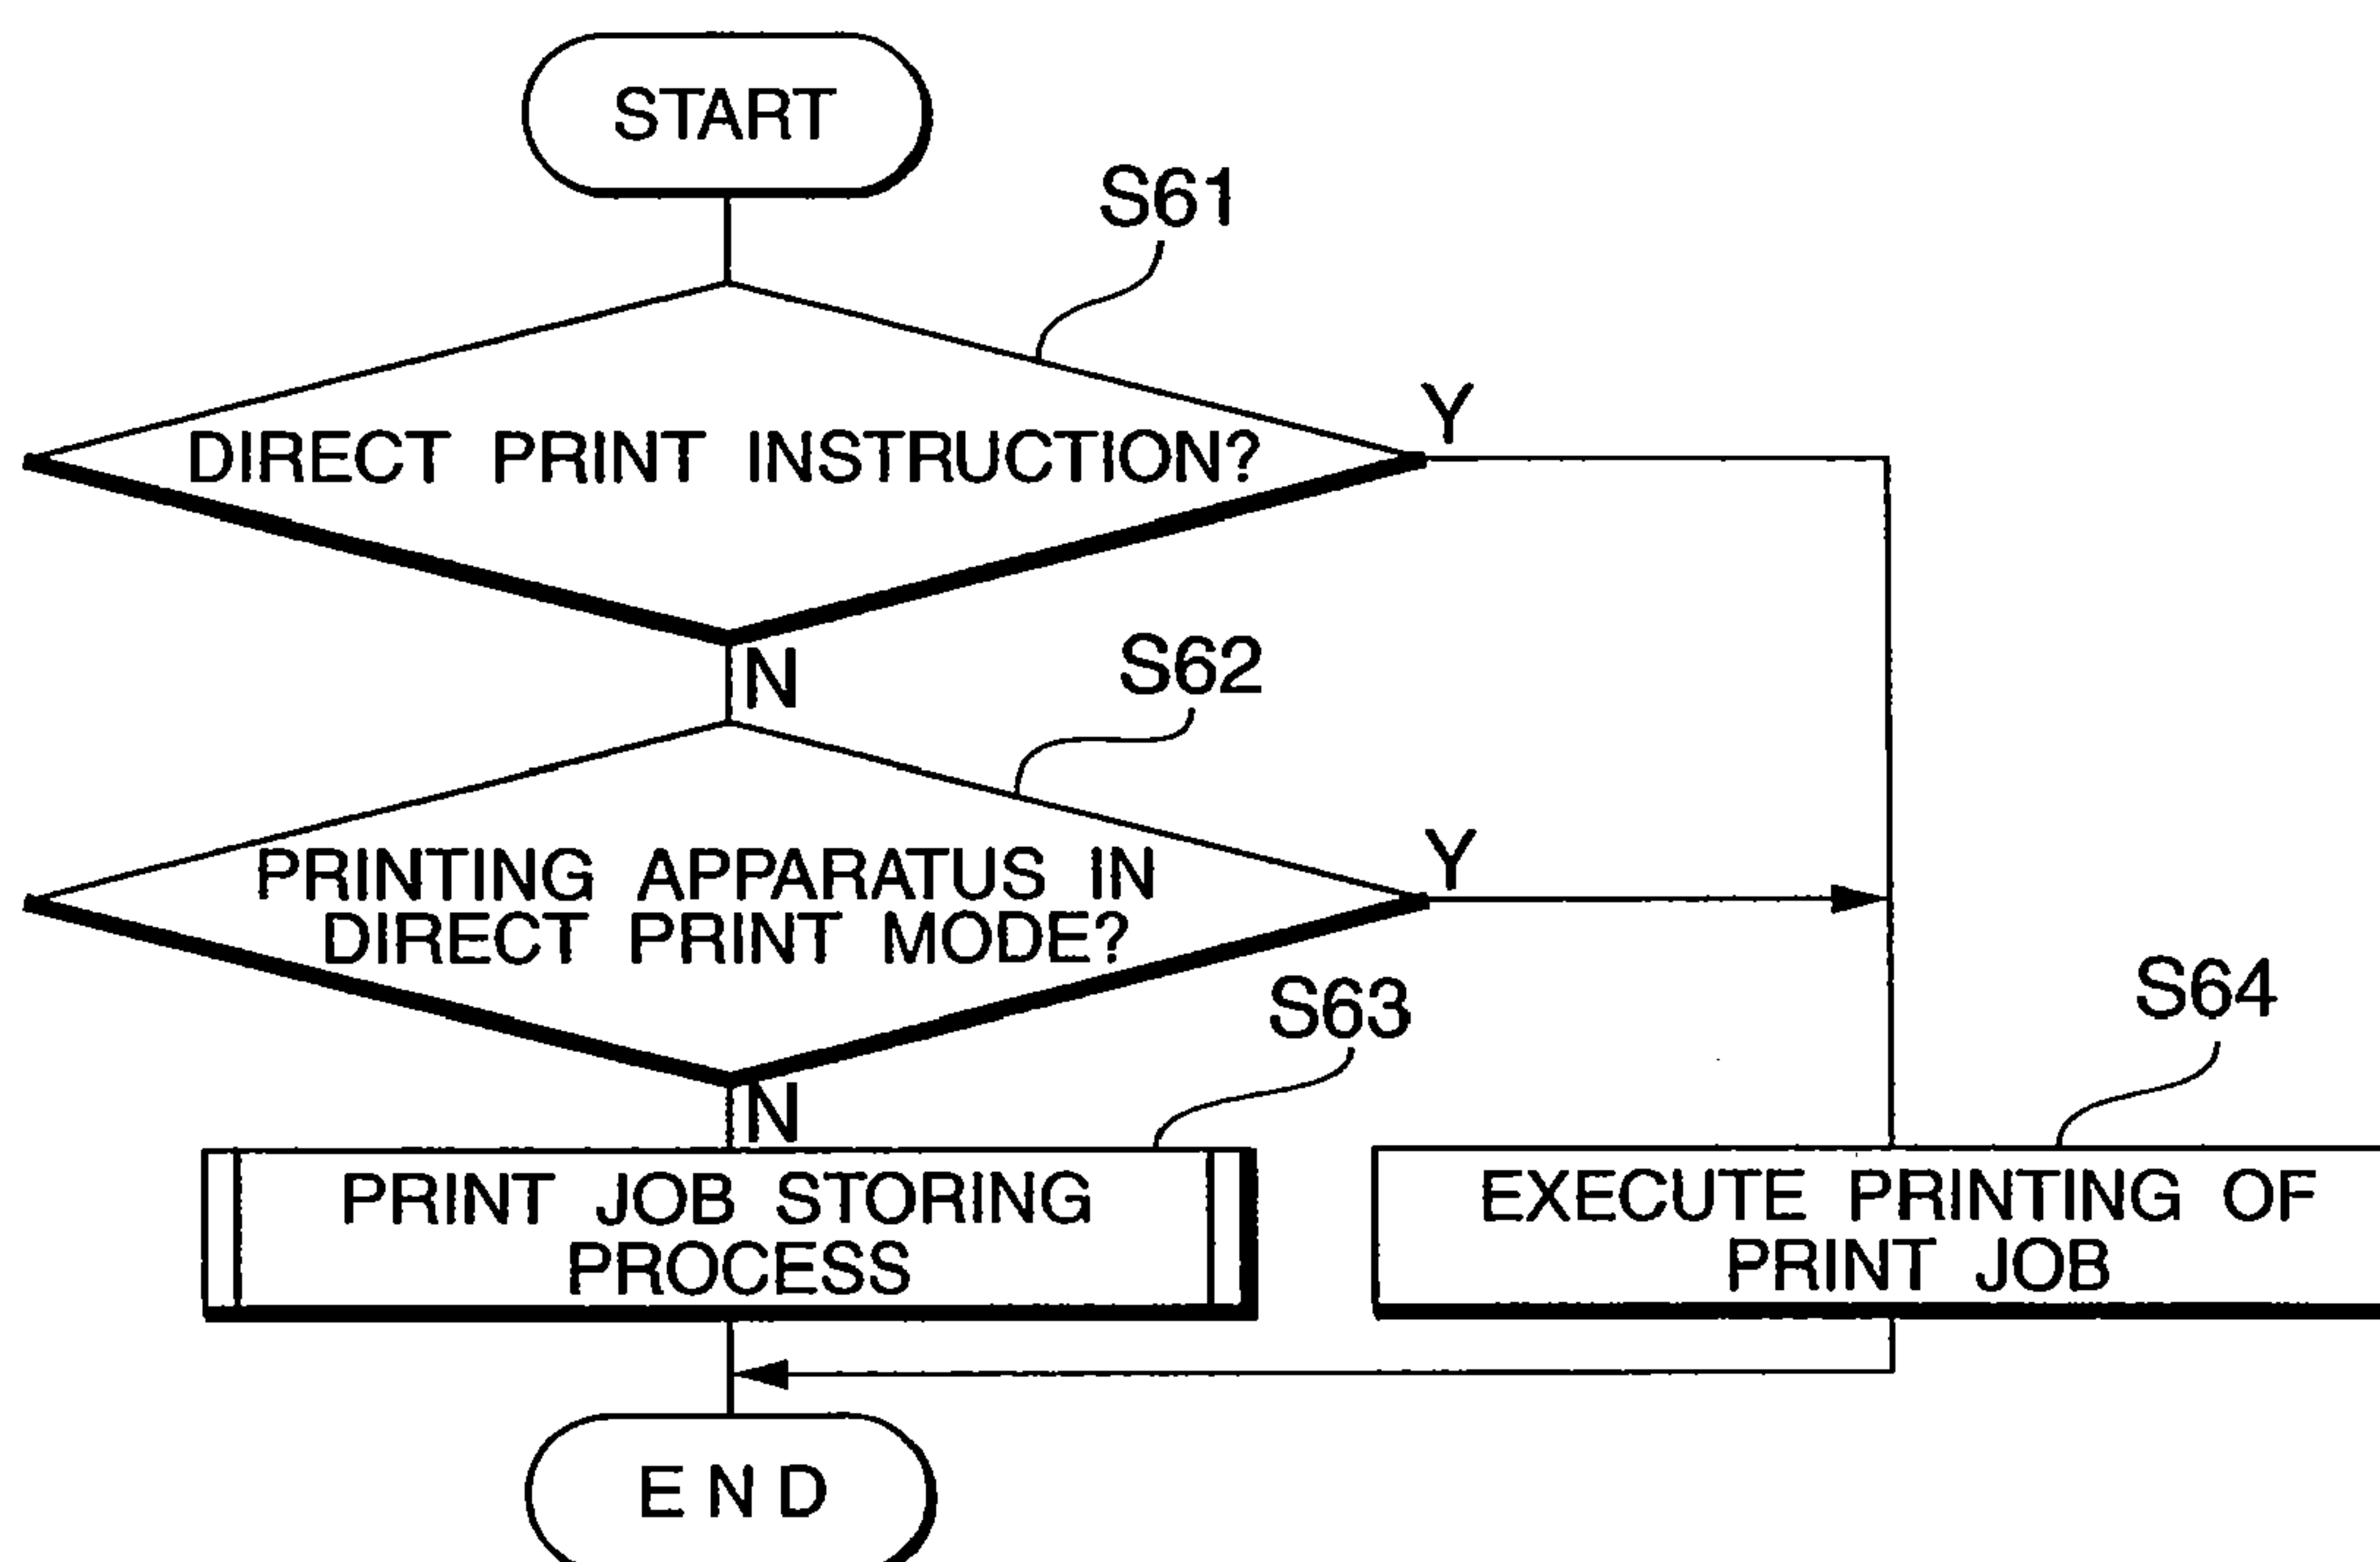 START
S61
DIRECT PRINT INSTRUCTION?
Y
N
S62
PRINTING APPARATUS IN
DIRECT PRINT MODE?
Y
N
S63
PRINT JOB STORING
PROCESS
S64
EXECUTE PRINTING OF
PRINT JOB
END